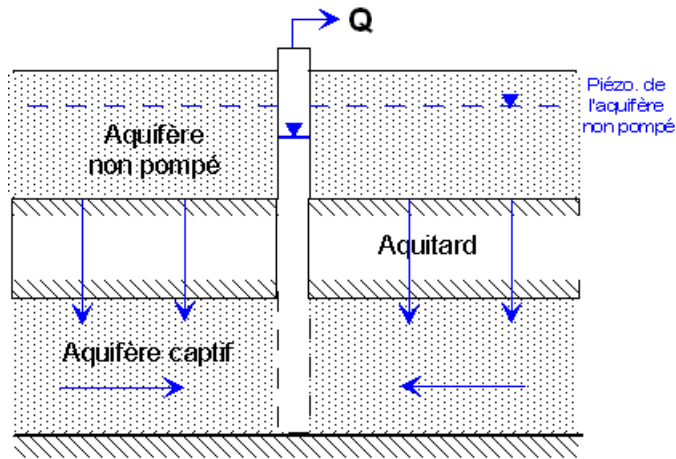 Q
Piézo. de
l'aquifère
non pompé
Aquifère
non pompé
Aquitard
Aquifère captif